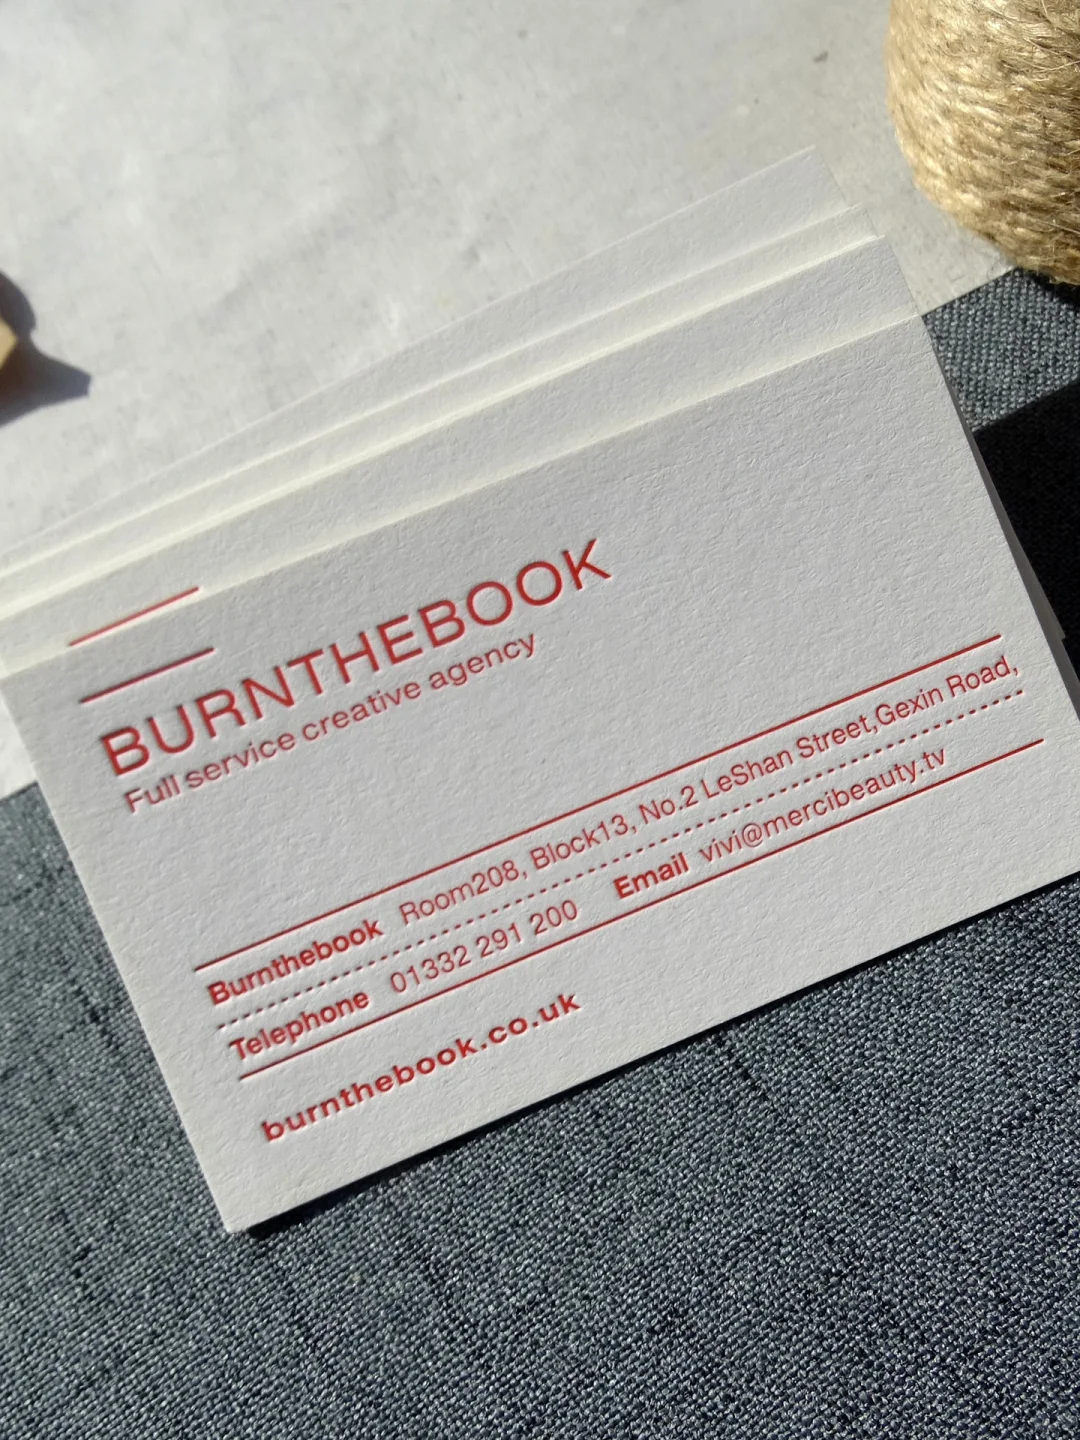 BURNTHEBOOK
Full service creative agency
Burnthebook Room208, Block13, No.2 LeShan Street,Gexin Road,
Telephone 01332 291 200 Email vivi@mercibeauty.tv
burnthebook.co.uk